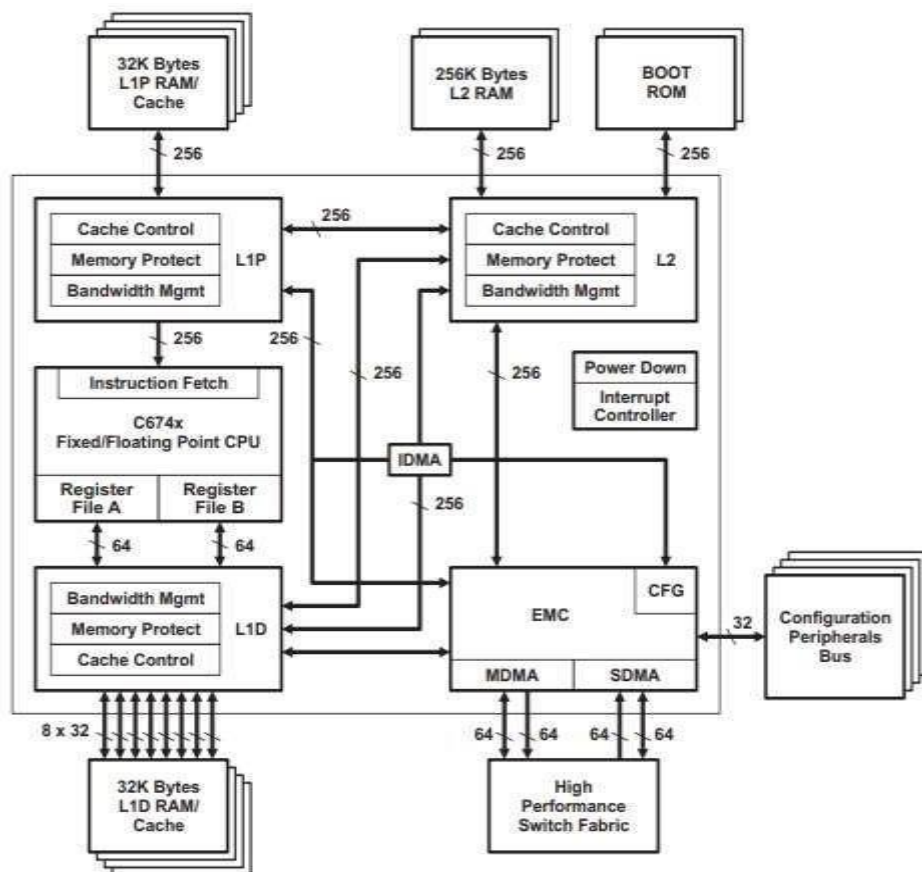 32K Bytes
L1P RAM/
Cache
256K Bytes
L2 RAM
BOOT
ROM
256
256
256
Cache Control
Memory Protect
Bandwidth Mgmt
L1P
256
Cache Control
Memory Protect
Bandwidth Mgmt
L2
256
256
256
256
Power Down
Interrupt
Controller
Instruction Fetch
C674x
Fixed/Floating Point CPU
Register
File A
Register
File B
IDMA
256
64
64
Bandwidth Mgmt
Memory Protect
Cache Control
L1D
EMC
CFG
MDMA
SDMA
32
Configuration
Peripherals
Bus
8 x 32
64
64
64
64
32K Bytes
L1D RAM/
Cache
High
Performance
Switch Fabric